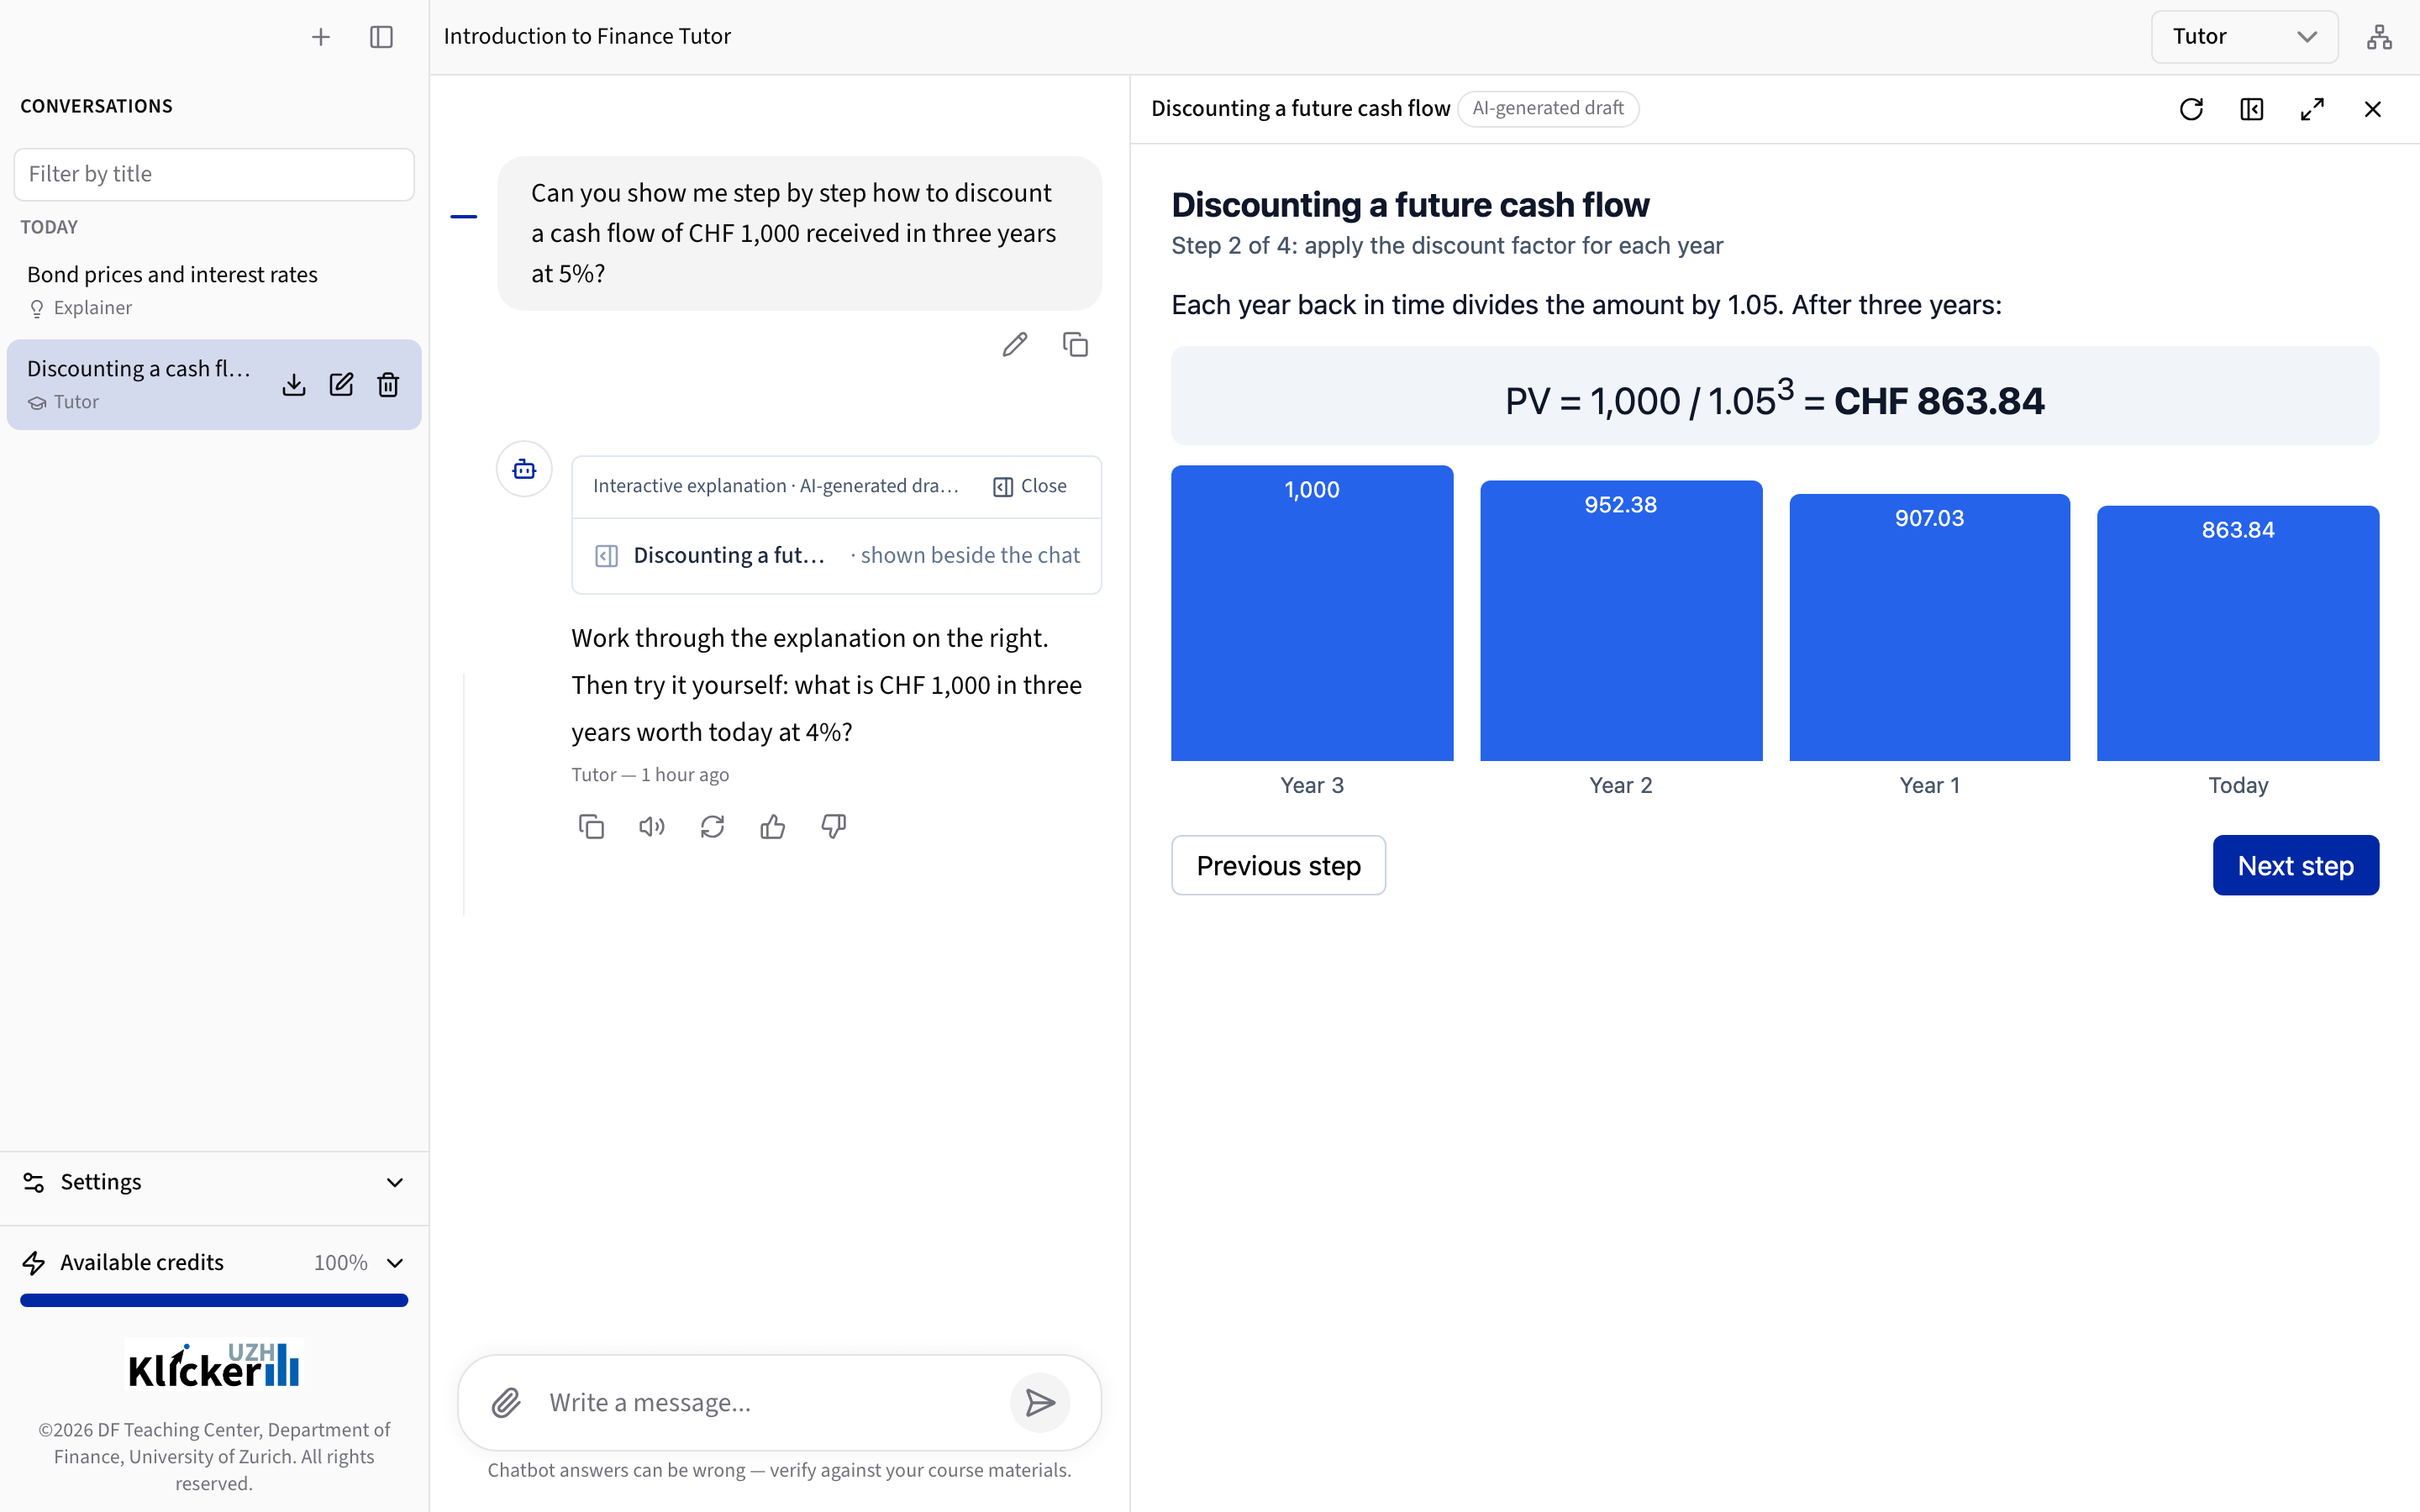 Introduction to Finance Tutor
Tutor
CONVERSATIONS
Filter by title
TODAY
Bond prices and interest rates
Explainer
Discounting a cash fl…
Tutor
Settings
Available credits 100%
UZH
Klicker
©2026 DF Teaching Center, Department of
Finance, University of Zurich. All rights
reserved.
Can you show me step by step how to discount
a cash flow of CHF 1,000 received in three years
at 5%?
Interactive explanation · AI-generated dra… Close
Discounting a fut… · shown beside the chat
Work through the explanation on the right.
Then try it yourself: what is CHF 1,000 in three
years worth today at 4%?
Tutor — 1 hour ago
Write a message...
Chatbot answers can be wrong — verify against your course materials.
Discounting a future cash flow AI-generated draft
Discounting a future cash flow
Step 2 of 4: apply the discount factor for each year
Each year back in time divides the amount by 1.05. After three years:
PV = 1,000 / 1.05³ = CHF 863.84
1,000 952.38 907.03 863.84
Year 3 Year 2 Year 1 Today
Previous step Next step